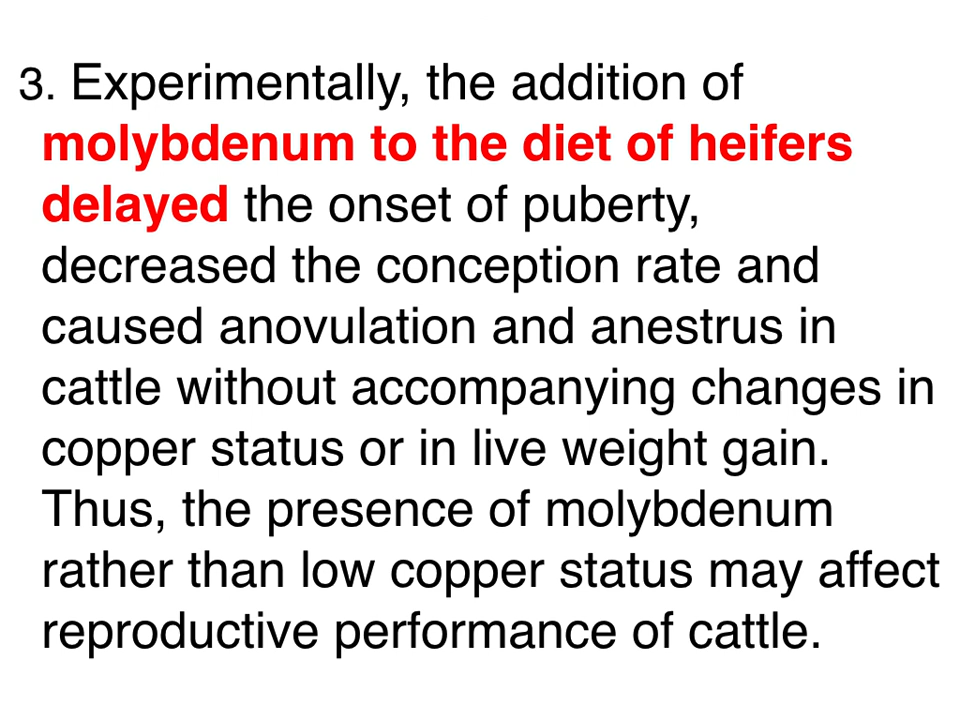 3. Experimentally, the addition of
molybdenum to the diet of heifers
delayed the onset of puberty,
decreased the conception rate and
caused anovulation and anestrus in
cattle without accompanying changes in
copper status or in live weight gain.
Thus, the presence of molybdenum
rather than low copper status may affect
reproductive performance of cattle.